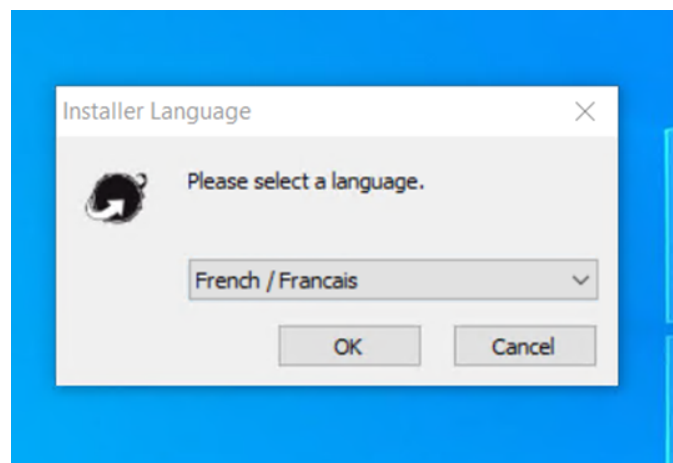 Installer Language
Please select a language.
French / Francais
OK
Cancel